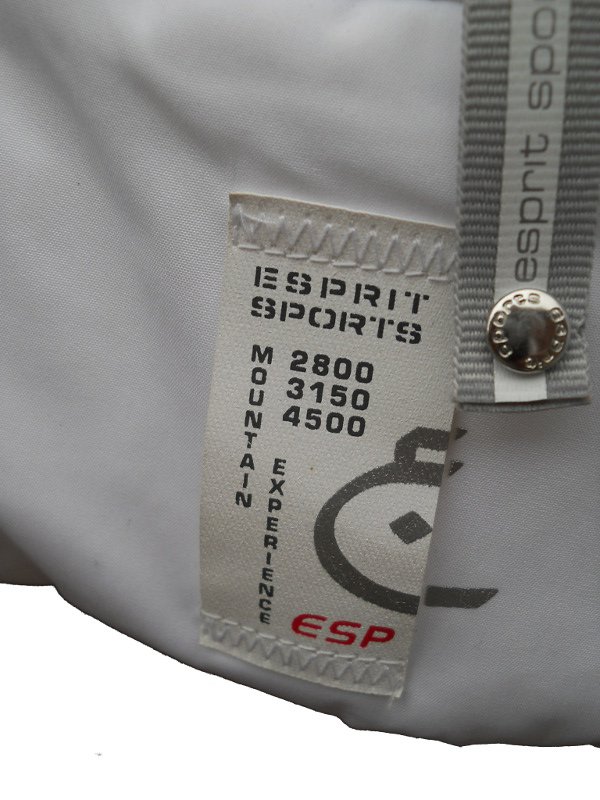 esprit spo
ESPRIT
SPORTS
2800
3150
4500
MOUNTAIN
EXPERIENCE
ESP